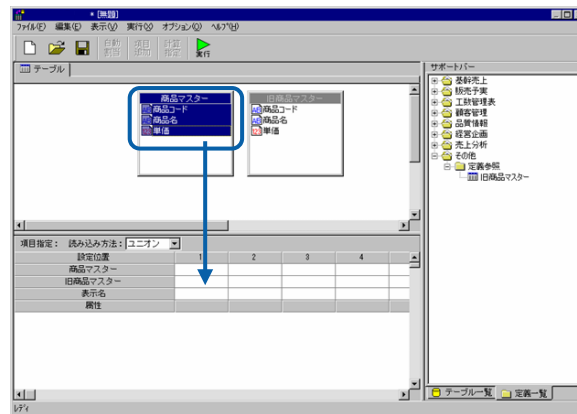 * [無題]
ファイル(F) 編集(E) 表示(V) 実行(X) オプション(O) ヘルプ(H)
自動割当 項目追加 計算指定 実行
テーブル
商品マスター
商品コード
商品名
単価
旧商品マスター
商品コード
商品名
単価
項目指定： 読み込み方法： ユニオン
設定位置 1 2 3 4
商品マスター
旧商品マスター
表示名
属性
サポートバー
基幹売上
販売予実
工数管理表
顧客管理
品質情報
経営企画
売上分析
その他
定義参照
旧商品マスター
テーブル一覧 定義一覧
レディ